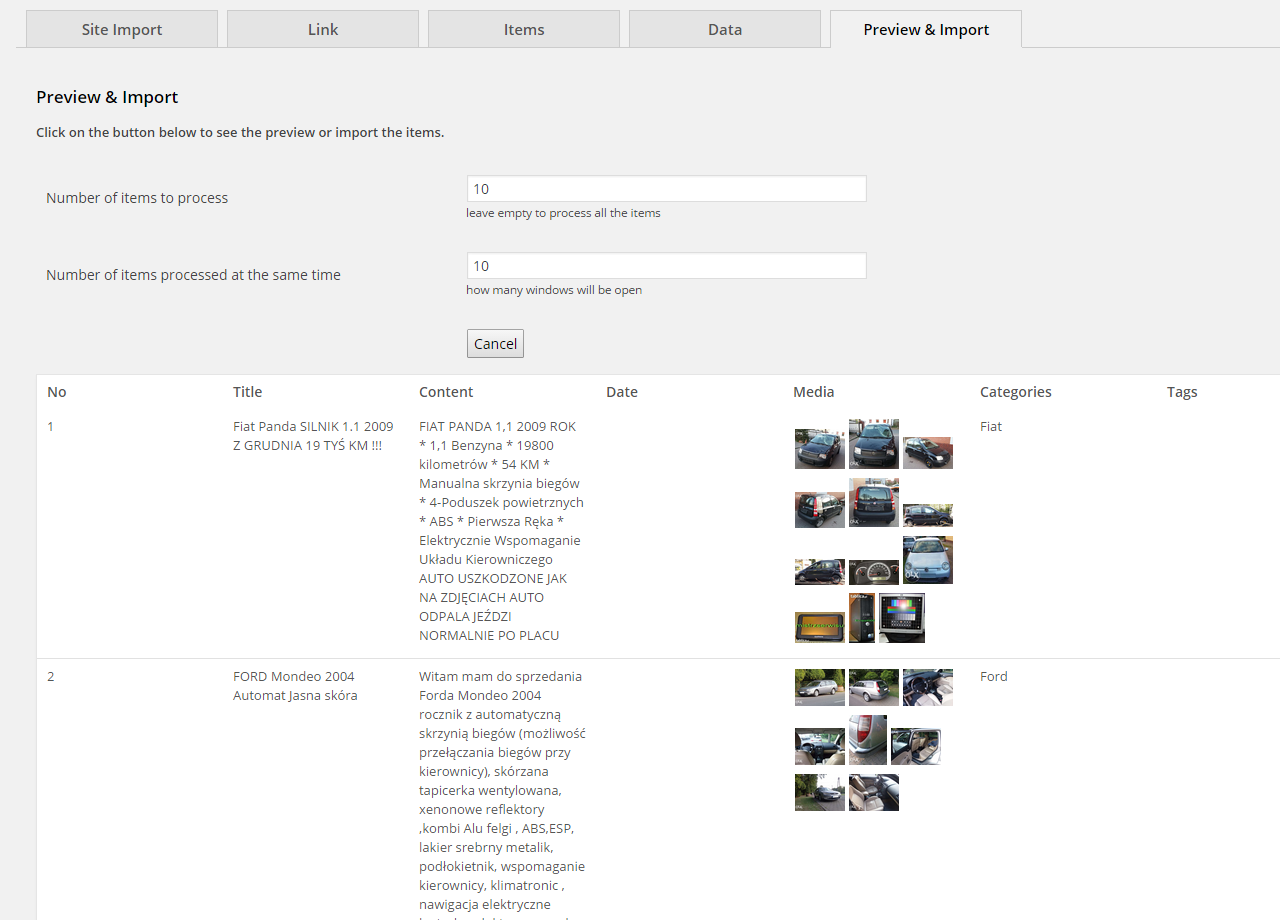 Site Import
Link
Items
Data
Preview & Import
Preview & Import
Click on the button below to see the preview or import the items.
Number of items to process
10
leave empty to process all the items
Number of items processed at the same time
10
how many windows will be open
Cancel
No
Title
Content
Date
Media
Categories
Tags
1
Fiat Panda SILNIK 1.1 2009
Z GRUDNIA 19 TYŚ KM !!!
FIAT PANDA 1,1 2009 ROK
* 1,1 Benzyna * 19800
kilometrów * 54 KM *
Manualna skrzynia biegów
* 4-Poduszek powietrznych
* ABS * Pierwsza Ręka *
Elektrycznie Wspomaganie
Układu Kierowniczego
AUTO USZKODZONE JAK
NA ZDJĘCIACH AUTO
ODPALA JEŹDZI
NORMALNIE PO PLACU
Fiat
2
FORD Mondeo 2004
Automat Jasna skóra
Witam mam do sprzedania
Forda Mondeo 2004
rocznik z automatyczną
skrzynią biegów (możliwość
przełączania biegów przy
kierownicy), skórzana
tapicerka wentylowana,
xenonowe reflektory
,kombi Alu felgi , ABS,ESP,
lakier srebrny metalik,
podłokietnik, wspomaganie
kierownicy, klimatronic ,
nawigacja elektryczne
Ford